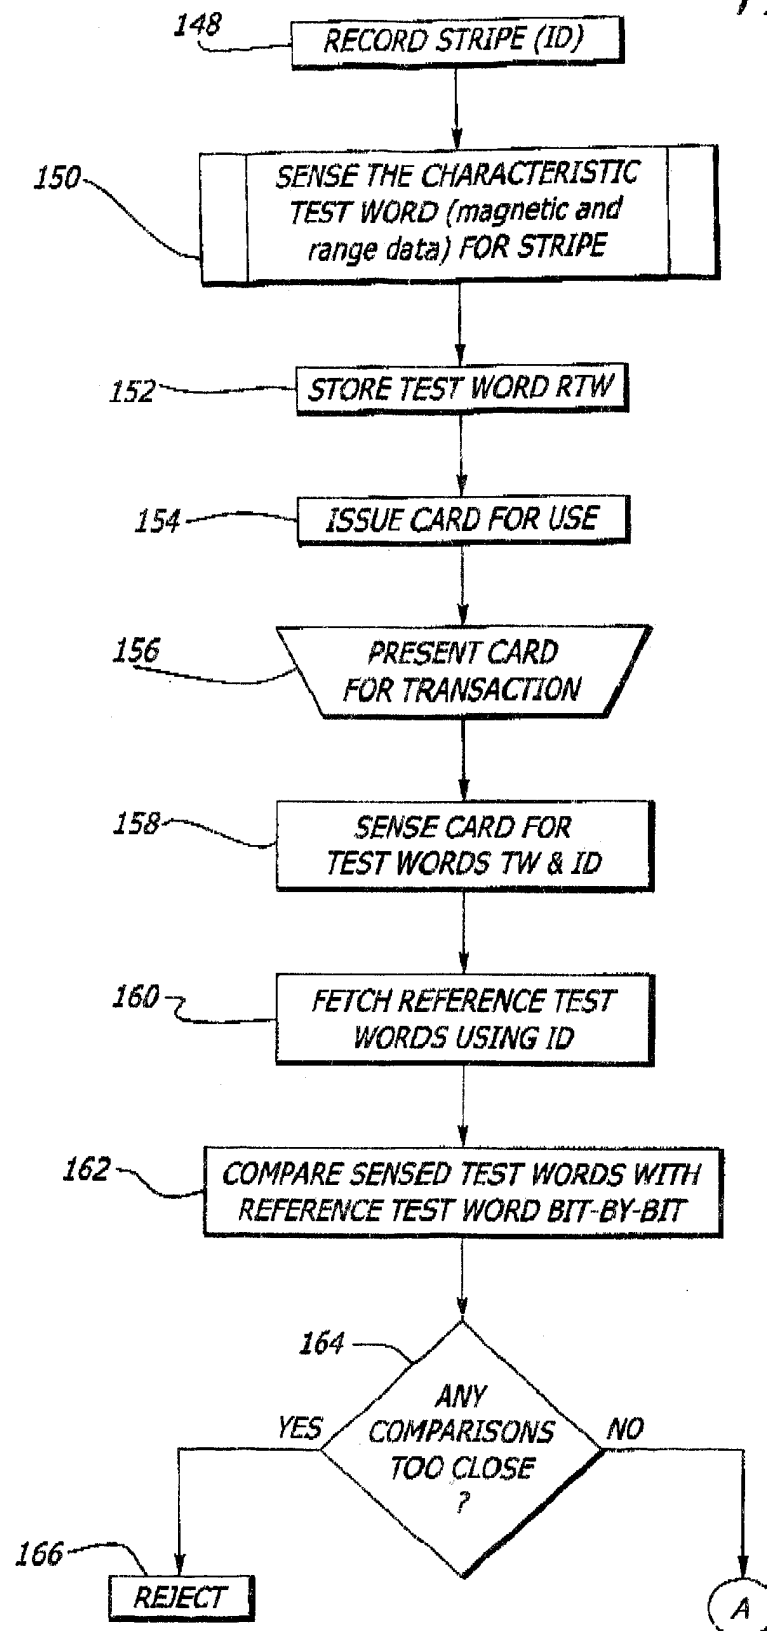 148
RECORD STRIPE (ID)
150
SENSE THE CHARACTERISTIC
TEST WORD (magnetic and
range data) FOR STRIPE
152
STORE TEST WORD RTW
154
ISSUE CARD FOR USE
156
PRESENT CARD
FOR TRANSACTION
158
SENSE CARD FOR
TEST WORDS TW & ID
160
FETCH REFERENCE TEST
WORDS USING ID
162
COMPARE SENSED TEST WORDS WITH
REFERENCE TEST WORD BIT-BY-BIT
164
ANY
COMPARISONS
TOO CLOSE
?
YES
NO
166
REJECT
A